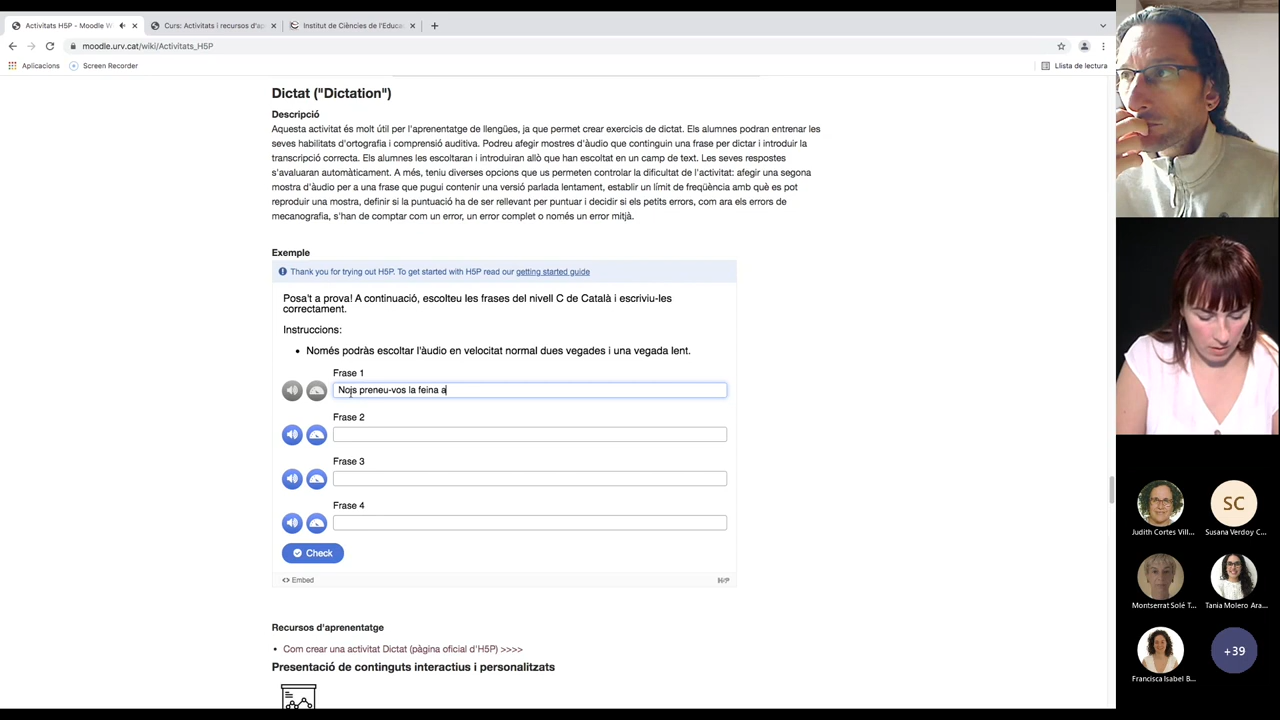 Activitats H5P - Moodle W
Curs: Activitats i recursos d'ap
Institut de Ciències de l'Educa
moodle.urv.cat/wiki/Activitats_H5P
Aplicacions
Screen Recorder
Llista de lectura
Dictat ("Dictation")
Descripció
Aquesta activitat és molt útil per l'aprenentatge de llengües, ja que permet crear exercicis de dictat. Els alumnes podran entrenar les
seves habilitats d'ortografia i comprensió auditiva. Podreu afegir mostres d'àudio que continguin una frase per dictar i introduir la
transcripció correcta. Els alumnes les escoltaran i introduiran allò que han escoltat en un camp de text. Les seves respostes
s'avaluaran automàticament. A més, teniu diverses opcions que us permeten controlar la dificultat de l'activitat: afegir una segona
mostra d'àudio per a una frase que pugui contenir una versió parlada lentament, establir un límit de freqüència amb què es pot
reproduir una mostra, definir si la puntuació ha de ser rellevant per puntuar i decidir si els petits errors, com ara els errors de
mecanografia, s'han de comptar com un error, un error complet o només un error mitjà.
Exemple
Thank you for trying out H5P. To get started with H5P read our getting started guide
Posa't a prova! A continuació, escolteu les frases del nivell C de Català i escriviu-les
correctament.
Instruccions:
• Només podràs escoltar l'àudio en velocitat normal dues vegades i una vegada lent.
Frase 1
Nojs preneu-vos la feina a
Frase 2
Frase 3
Frase 4
Check
<> Embed
H5P
Recursos d'aprenentatge
• Com crear una activitat Dictat (pàgina oficial d'H5P) >>>>
Presentació de continguts interactius i personalitzats
SC
Judith Cortes Vill...
Susana Verdoy C...
Montserrat Solé T...
Tania Molero Ara...
Francisca Isabel B...
+39